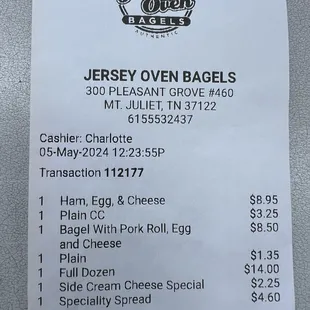 Oven
BAGELS
AUTHENTIC
JERSEY OVEN BAGELS
300 PLEASANT GROVE #460
MT. JULIET, TN 37122
6155532437
Cashier: Charlotte
05-May-2024 12:23:55P
Transaction 112177
1 Ham, Egg, & Cheese $8.95
1 Plain CC $3.25
1 Bagel With Pork Roll, Egg $8.50
and Cheese
1 Plain $1.35
1 Full Dozen $14.00
1 Side Cream Cheese Special $2.25
1 Speciality Spread $4.60